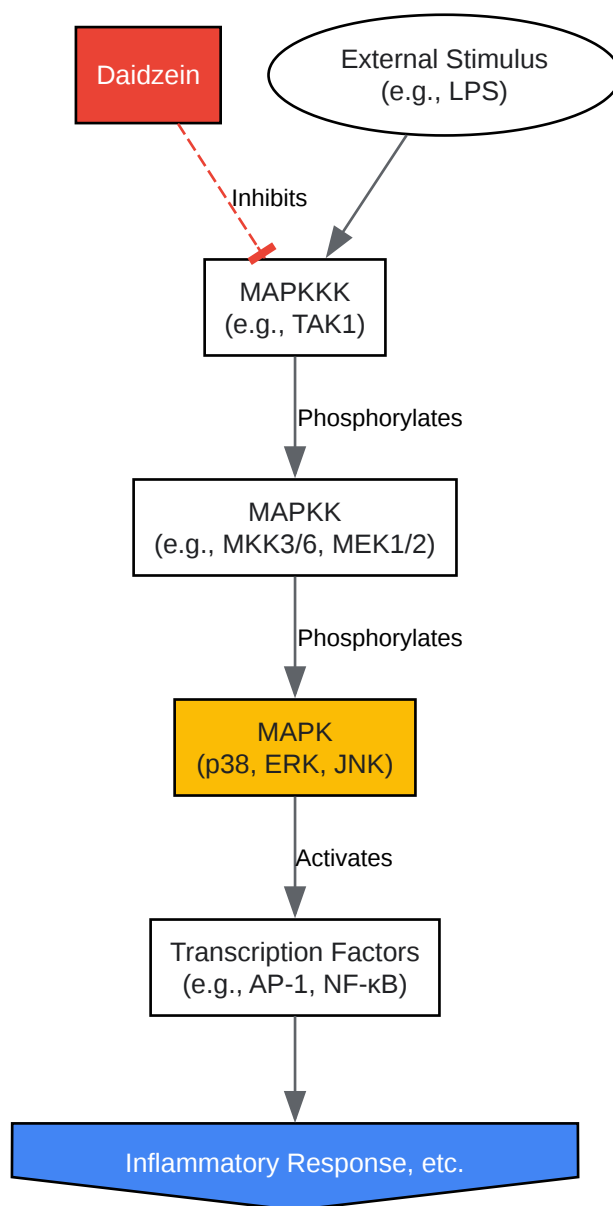 Daidzein
External Stimulus
(e.g., LPS)
Inhibits
MAPKKK
(e.g., TAK1)
Phosphorylates
MAPKK
(e.g., MKK3/6, MEK1/2)
Phosphorylates
MAPK
(p38, ERK, JNK)
Activates
Transcription Factors
(e.g., AP-1, NF-κB)
Inflammatory Response, etc.